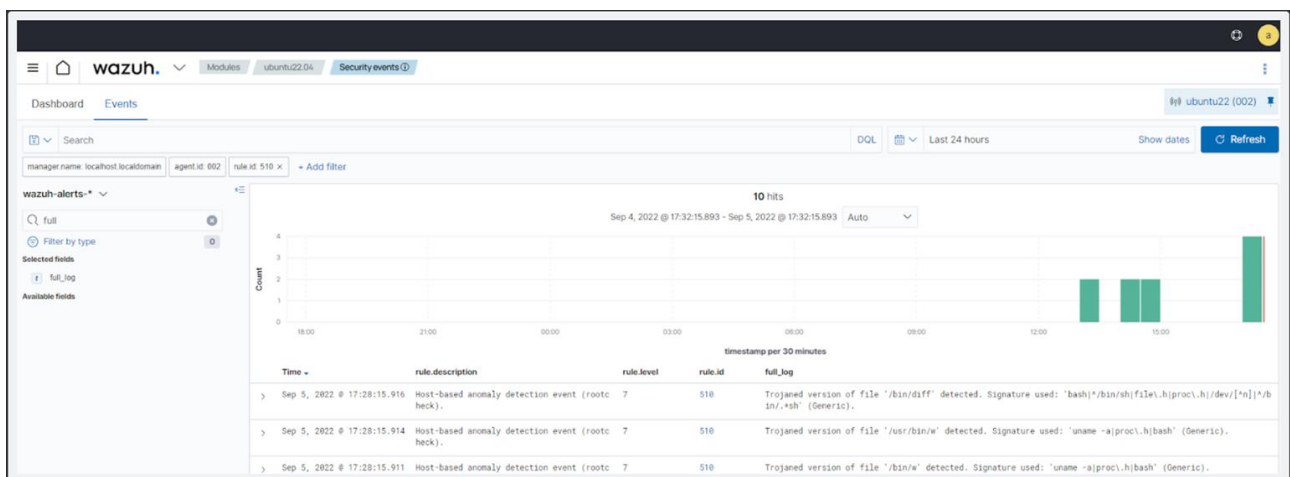 a
wazuh. Modules ubuntu22.04 Security events
Dashboard Events ubuntu22 (002)
Search DQL Last 24 hours Show dates Refresh
manager.name: localhost.localdomain agent.id: 002 rule.id: 510 × + Add filter
wazuh-alerts-*
10 hits
full
Sep 4, 2022 @ 17:32:15.893 - Sep 5, 2022 @ 17:32:15.893 Auto
Filter by type 0
Selected fields
t full_log
Available fields
Count
4
3
2
1
0
18:00 21:00 00:00 03:00 06:00 09:00 12:00 15:00
timestamp per 30 minutes
Time rule.description rule.level rule.id full_log
Sep 5, 2022 @ 17:28:15.916 Host-based anomaly detection event (rootc 7 510 Trojaned version of file '/bin/diff' detected. Signature used: 'bash|^/bin/sh|file\.h|proc\.h|/dev/[^n]|^/b
heck). in/.*sh' (Generic).
Sep 5, 2022 @ 17:28:15.914 Host-based anomaly detection event (rootc 7 510 Trojaned version of file '/usr/bin/w' detected. Signature used: 'uname -a|proc\.h|bash' (Generic).
heck).
Sep 5, 2022 @ 17:28:15.911 Host-based anomaly detection event (rootc 7 510 Trojaned version of file '/bin/w' detected. Signature used: 'uname -a|proc\.h|bash' (Generic).
heck).